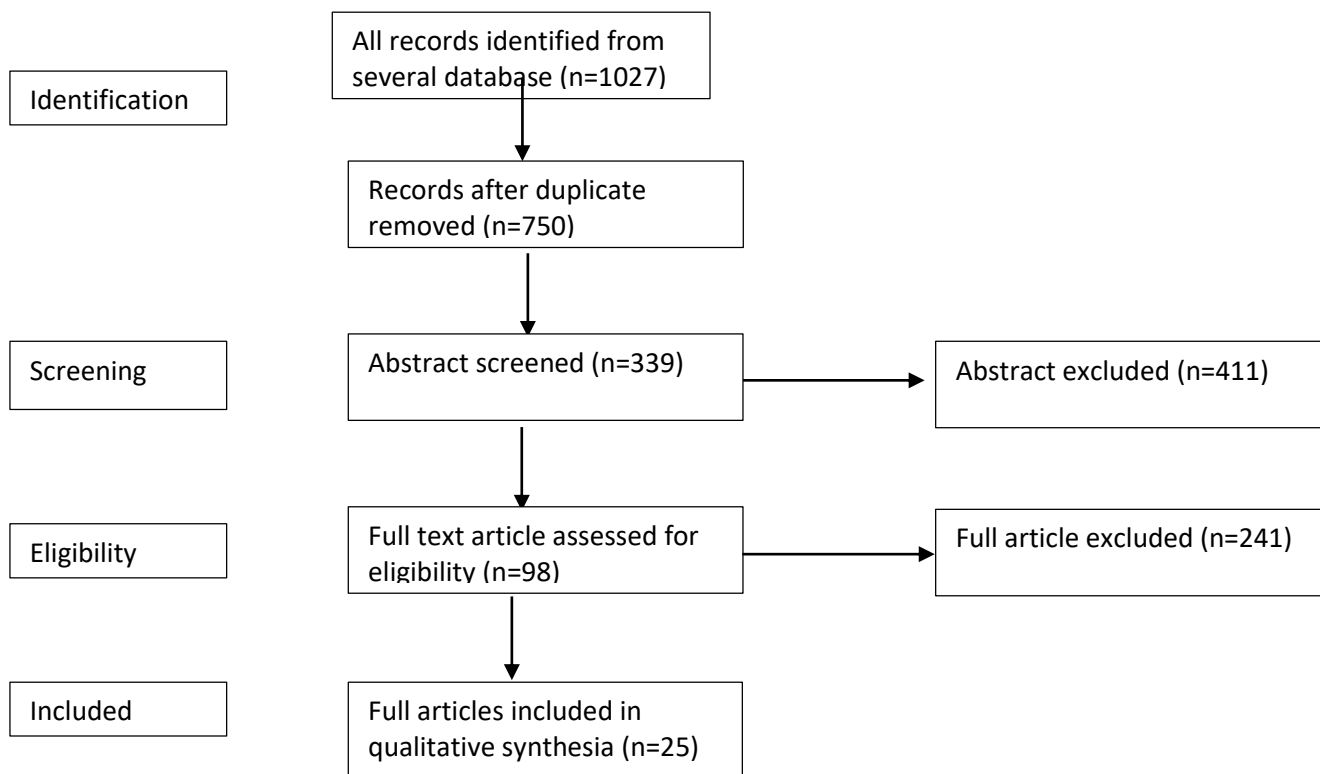 All records identified from
several database (n=1027)
Identification
Records after duplicate
removed (n=750)
Screening
Abstract screened (n=339)
Abstract excluded (n=411)
Eligibility
Full text article assessed for
eligibility (n=98)
Full article excluded (n=241)
Included
Full articles included in
qualitative synthesia (n=25)